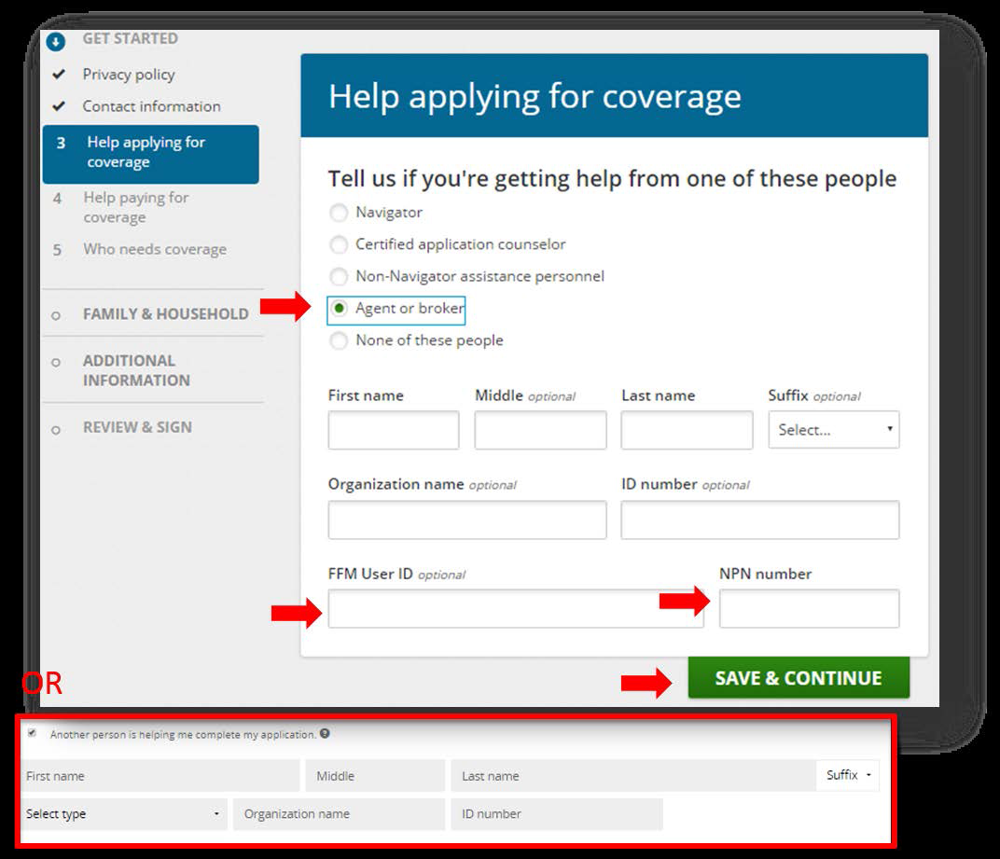 GET STARTED
Privacy policy
Contact information
3 Help applying for
coverage
4 Help paying for
coverage
5 Who needs coverage
FAMILY & HOUSEHOLD
ADDITIONAL
INFORMATION
REVIEW & SIGN
Help applying for coverage
Tell us if you're getting help from one of these people
Navigator
Certified application counselor
Non-Navigator assistance personnel
Agent or broker
None of these people
First name Middle optional Last name Suffix optional
Select...
Organization name optional ID number optional
FFM User ID optional NPN number
SAVE & CONTINUE
OR
Another person is helping me complete my application. ?
First name Middle Last name Suffix
Select type Organization name ID number